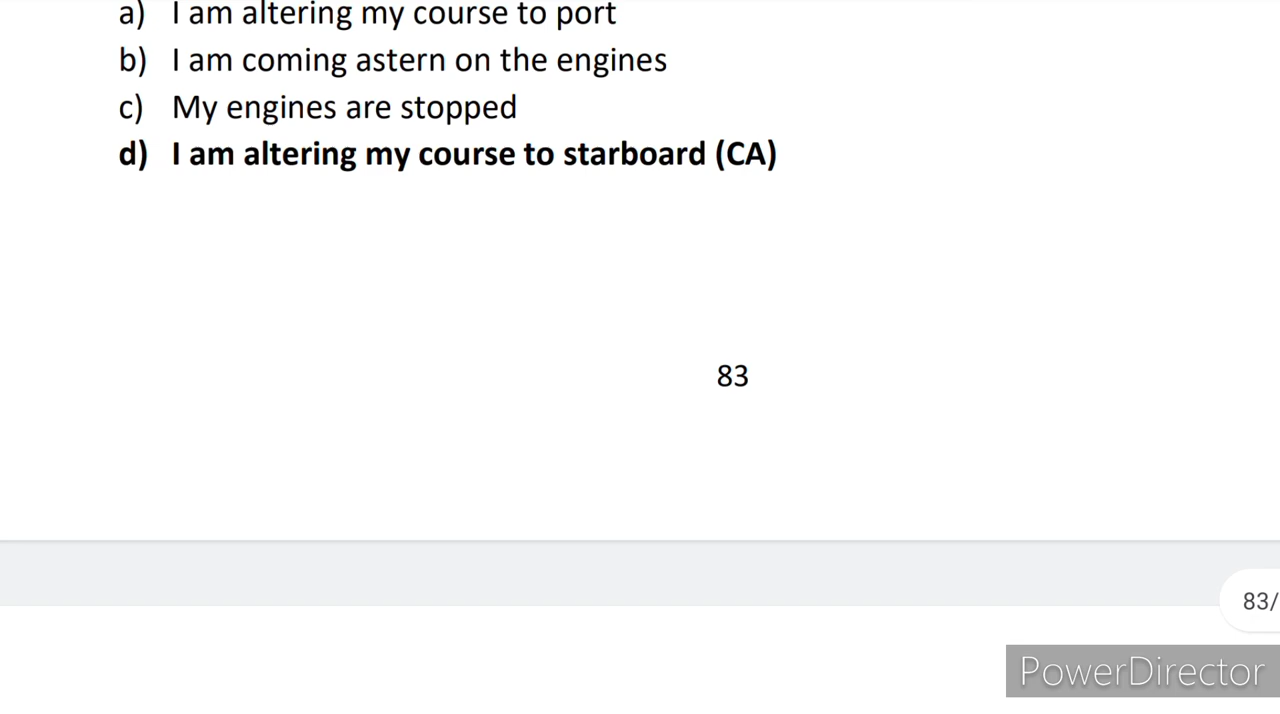 a) I am altering my course to port
b) I am coming astern on the engines
c) My engines are stopped
d) I am altering my course to starboard (CA)
83
83/
PowerDirector